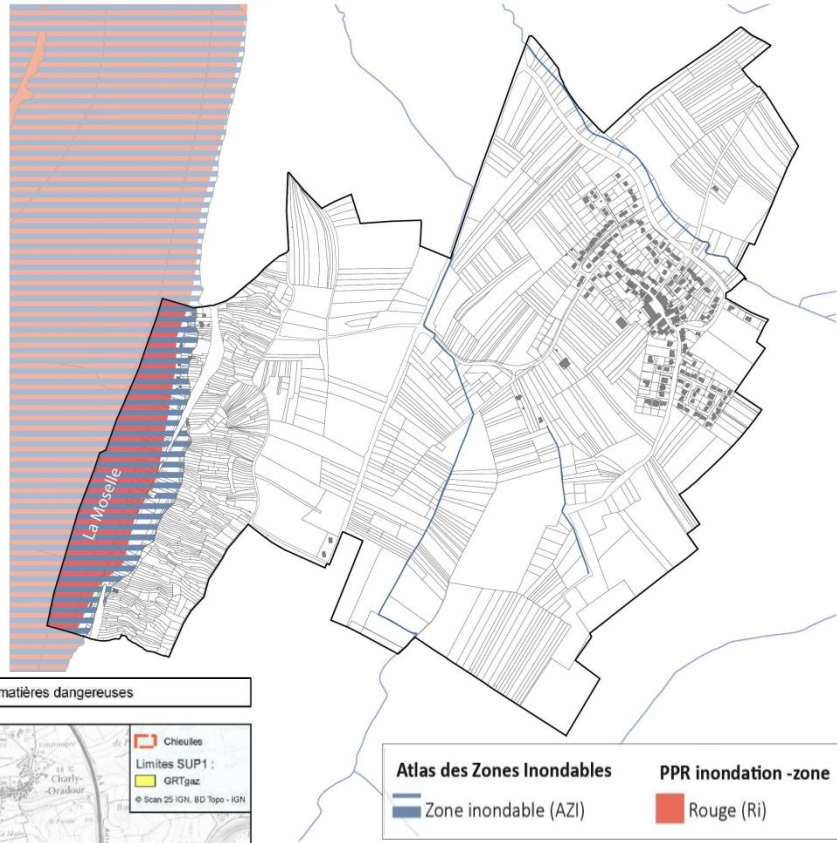 La Moselle
matières dangereuses
Chieulles
Limites SUP1 :
GRTgaz
© Scan 25 IGN, BD Topo - IGN
Charly-
Oradour
Atlas des Zones Inondables
Zone inondable (AZI)
PPR inondation -zone
Rouge (Ri)